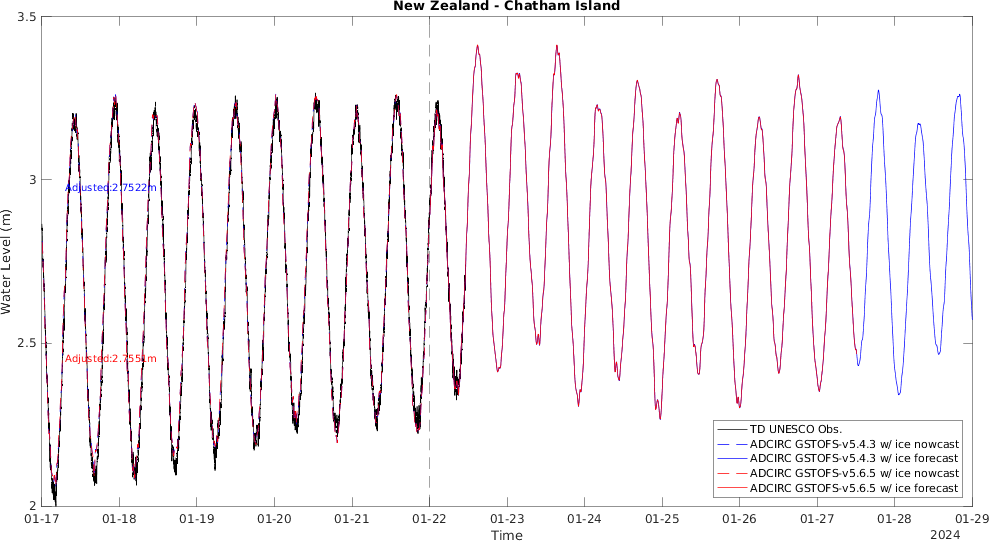 New Zealand - Chatham Island
3.5
3
2.5
2
Water Level (m)
Adjusted:2.7522m
Adjusted:2.7551m
TD UNESCO Obs.
ADCIRC GSTOFS-v5.4.3 w/ ice nowcast
ADCIRC GSTOFS-v5.4.3 w/ ice forecast
ADCIRC GSTOFS-v5.6.5 w/ ice nowcast
ADCIRC GSTOFS-v5.6.5 w/ ice forecast
01-17 01-18 01-19 01-20 01-21 01-22 01-23 01-24 01-25 01-26 01-27 01-28 01-29
Time
2024